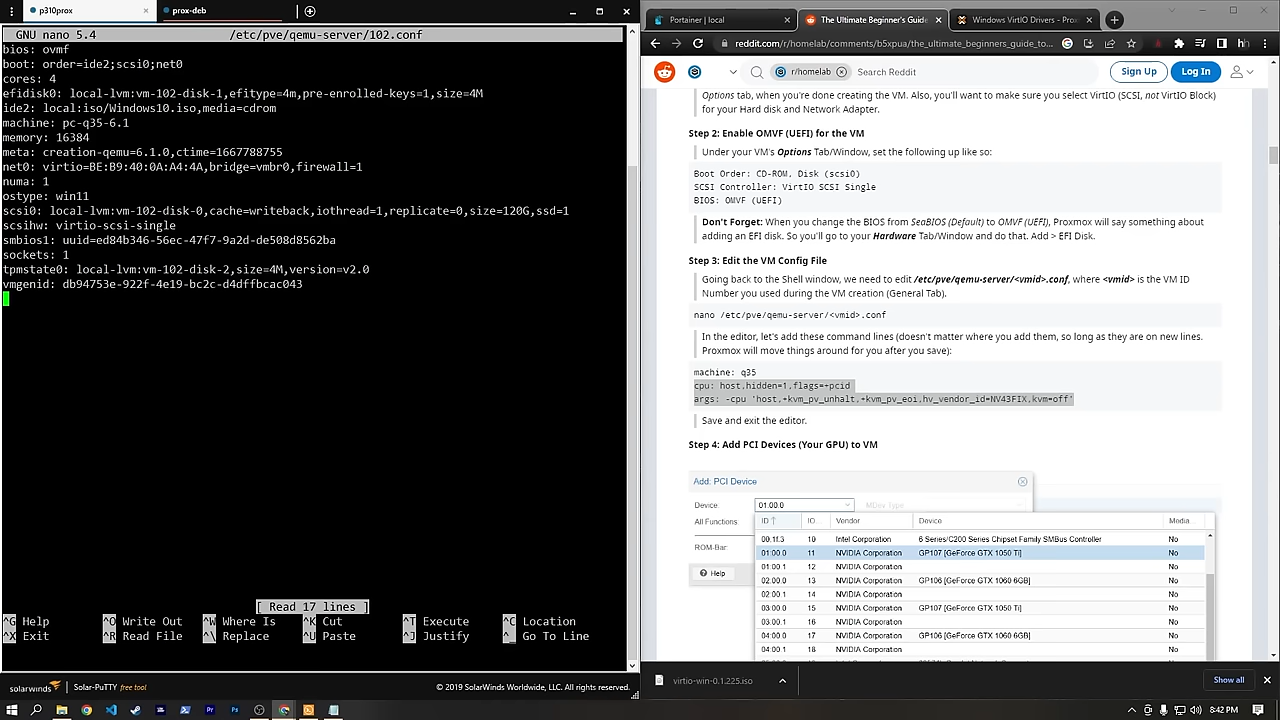 p310prox
prox-deb
GNU nano 5.4 /etc/pve/qemu-server/102.conf
bios: ovmf
boot: order=ide2;scsi0;net0
cores: 4
efidisk0: local-lvm:vm-102-disk-1,efitype=4m,pre-enrolled-keys=1,size=4M
ide2: local:iso/Windows10.iso,media=cdrom
machine: pc-q35-6.1
memory: 16384
meta: creation-qemu=6.1.0,ctime=1667788755
net0: virtio=BE:B9:40:0A:A4:4A,bridge=vmbr0,firewall=1
numa: 1
ostype: win11
scsi0: local-lvm:vm-102-disk-0,cache=writeback,iothread=1,replicate=0,size=120G,ssd=1
scsihw: virtio-scsi-single
smbios1: uuid=ed84b346-56ec-47f7-9a2d-de508d8562ba
sockets: 1
tpmstate0: local-lvm:vm-102-disk-2,size=4M,version=v2.0
vmgenid: db94753e-922f-4e19-bc2c-d4dffbcac043
[ Read 17 lines ]
^G Help ^O Write Out ^W Where Is ^K Cut ^T Execute ^C Location
^X Exit ^R Read File ^\ Replace ^U Paste ^J Justify ^_ Go To Line
solarwinds Solar-PuTTY free tool © 2019 SolarWinds Worldwide, LLC. All rights reserved.
Portainer | local
The Ultimate Beginner's Guide
Windows VirtIO Drivers - Prox
reddit.com/r/homelab/comments/b5xpua/the_ultimate_beginners_guide_to...
r/homelab Search Reddit Sign Up Log In
Options tab, when you're done creating the VM. Also, you'll want to make sure you select VirtIO (SCSI, not VirtIO Block)
for your Hard disk and Network Adapter.
Step 2: Enable OMVF (UEFI) for the VM
Under your VM's Options Tab/Window, set the following up like so:
Boot Order: CD-ROM, Disk (scsi0)
SCSI Controller: VirtIO SCSI Single
BIOS: OMVF (UEFI)
Don't Forget: When you change the BIOS from SeaBIOS (Default) to OMVF (UEFI), Proxmox will say something about
adding an EFI disk. So you'll go to your Hardware Tab/Window and do that. Add > EFI Disk.
Step 3: Edit the VM Config File
Going back to the Shell window, we need to edit /etc/pve/qemu-server/<vmid>.conf, where <vmid> is the VM ID
Number you used during the VM creation (General Tab).
nano /etc/pve/qemu-server/<vmid>.conf
In the editor, let's add these command lines (doesn't matter where you add them, so long as they are on new lines.
Proxmox will move things around for you after you save):
machine: q35
cpu: host,hidden=1,flags=+pcid
args: -cpu 'host,+kvm_pv_unhalt,+kvm_pv_eoi,hv_vendor_id=NV43FIX,kvm=off'
Save and exit the editor.
Step 4: Add PCI Devices (Your GPU) to VM
Add: PCI Device
Device: 01:00.0 MDev Type
All Functions:
ROM-Bar:
Help
ID IO... Vendor Device Media...
00:1f.3 10 Intel Corporation 6 Series/C200 Series Chipset Family SMBus Controller No
01:00.0 11 NVIDIA Corporation GP107 [GeForce GTX 1050 Ti] No
01:00.1 12 NVIDIA Corporation No
02:00.0 13 NVIDIA Corporation GP106 [GeForce GTX 1060 6GB] No
02:00.1 14 NVIDIA Corporation No
03:00.0 15 NVIDIA Corporation GP107 [GeForce GTX 1050 Ti] No
03:00.1 16 NVIDIA Corporation No
04:00.0 17 NVIDIA Corporation GP106 [GeForce GTX 1060 6GB] No
04:00.1 18 NVIDIA Corporation No
virtio-win-0.1.225.iso Show all
8:42 PM